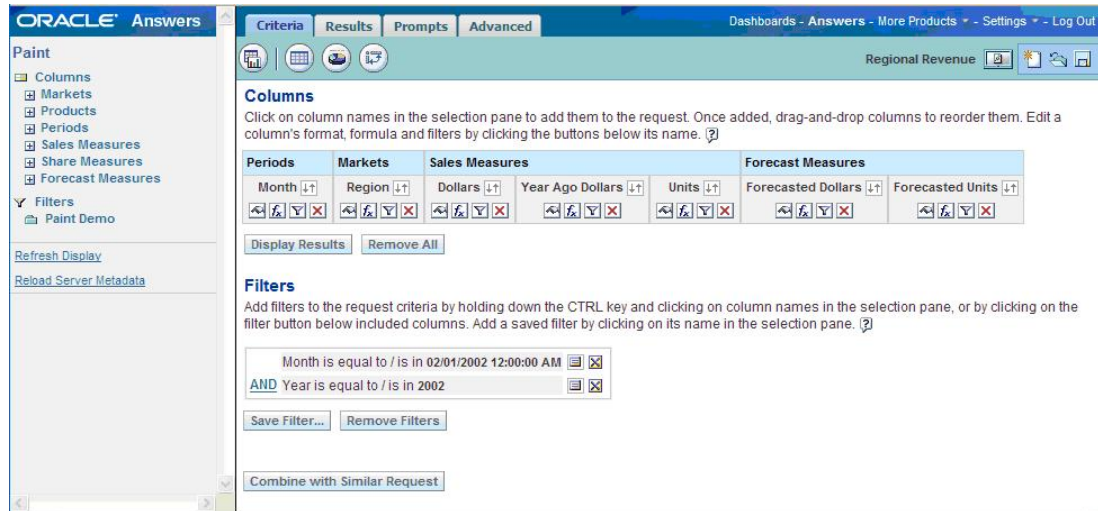 ORACLE Answers
Criteria Results Prompts Advanced
Dashboards - Answers - More Products - Settings - Log Out
Paint
Columns
Markets
Products
Periods
Sales Measures
Share Measures
Forecast Measures
Filters
Paint Demo
Refresh Display
Reload Server Metadata
Regional Revenue
Columns
Click on column names in the selection pane to add them to the request. Once added, drag-and-drop columns to reorder them. Edit a
column's format, formula and filters by clicking the buttons below its name.
Periods Markets Sales Measures Forecast Measures
Month Region Dollars Year Ago Dollars Units Forecasted Dollars Forecasted Units
Display Results Remove All
Filters
Add filters to the request criteria by holding down the CTRL key and clicking on column names in the selection pane, or by clicking on the
filter button below included columns. Add a saved filter by clicking on its name in the selection pane.
Month is equal to / is in 02/01/2002 12:00:00 AM
AND Year is equal to / is in 2002
Save Filter... Remove Filters
Combine with Similar Request